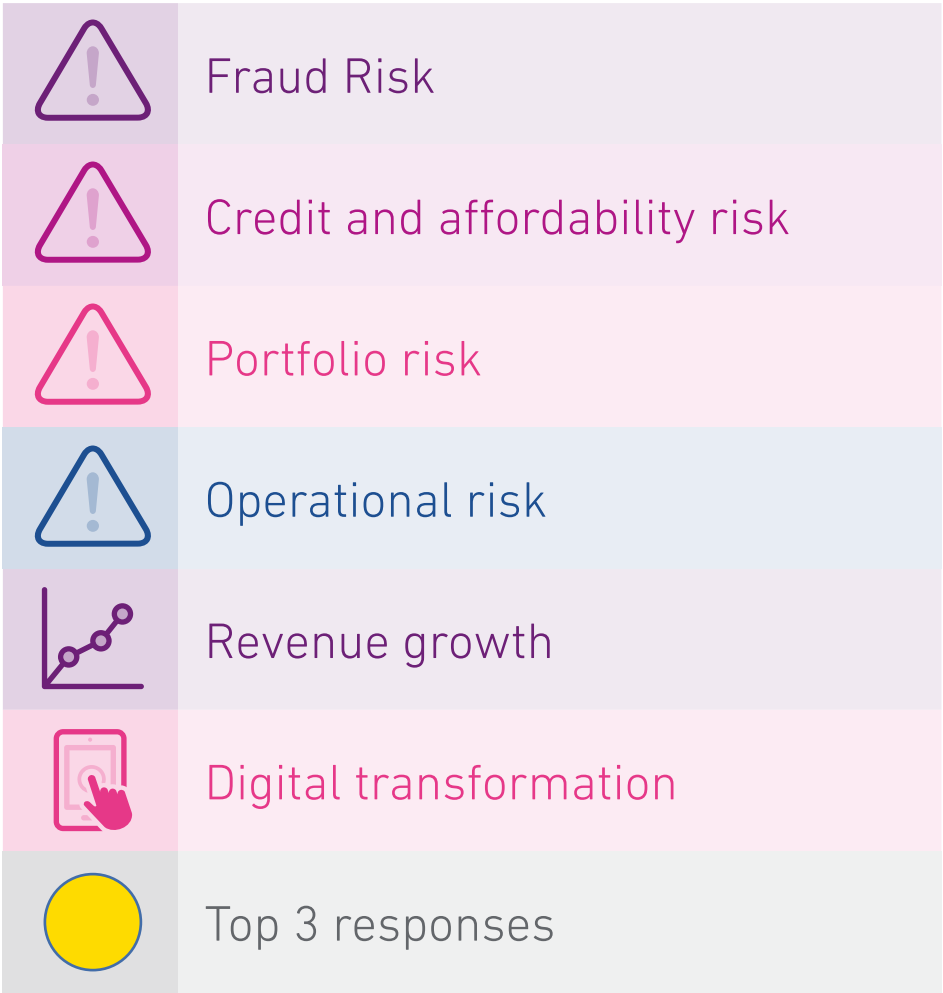 Fraud Risk
Credit and affordability risk
Portfolio risk
Operational risk
Revenue growth
Digital transformation
Top 3 responses